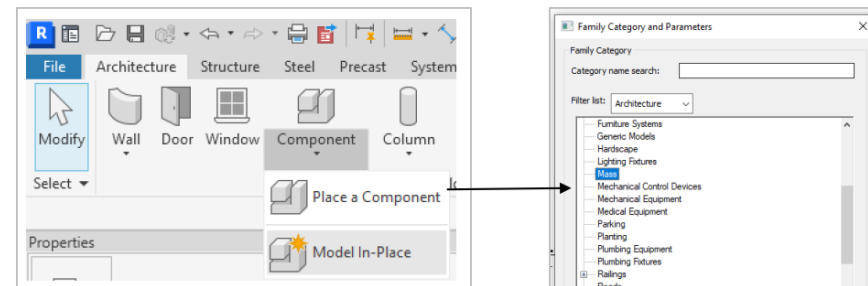 R
File Architecture Structure Steel Precast System
Modify Wall Door Window Component Column
Select
Place a Component
Model In-Place
Properties
Family Category and Parameters
Family Category
Category name search:
Filter list: Architecture
Furniture Systems
Generic Models
Hardscape
Lighting Fixtures
Mass
Mechanical Control Devices
Mechanical Equipment
Medical Equipment
Parking
Planting
Plumbing Equipment
Plumbing Fixtures
Railings